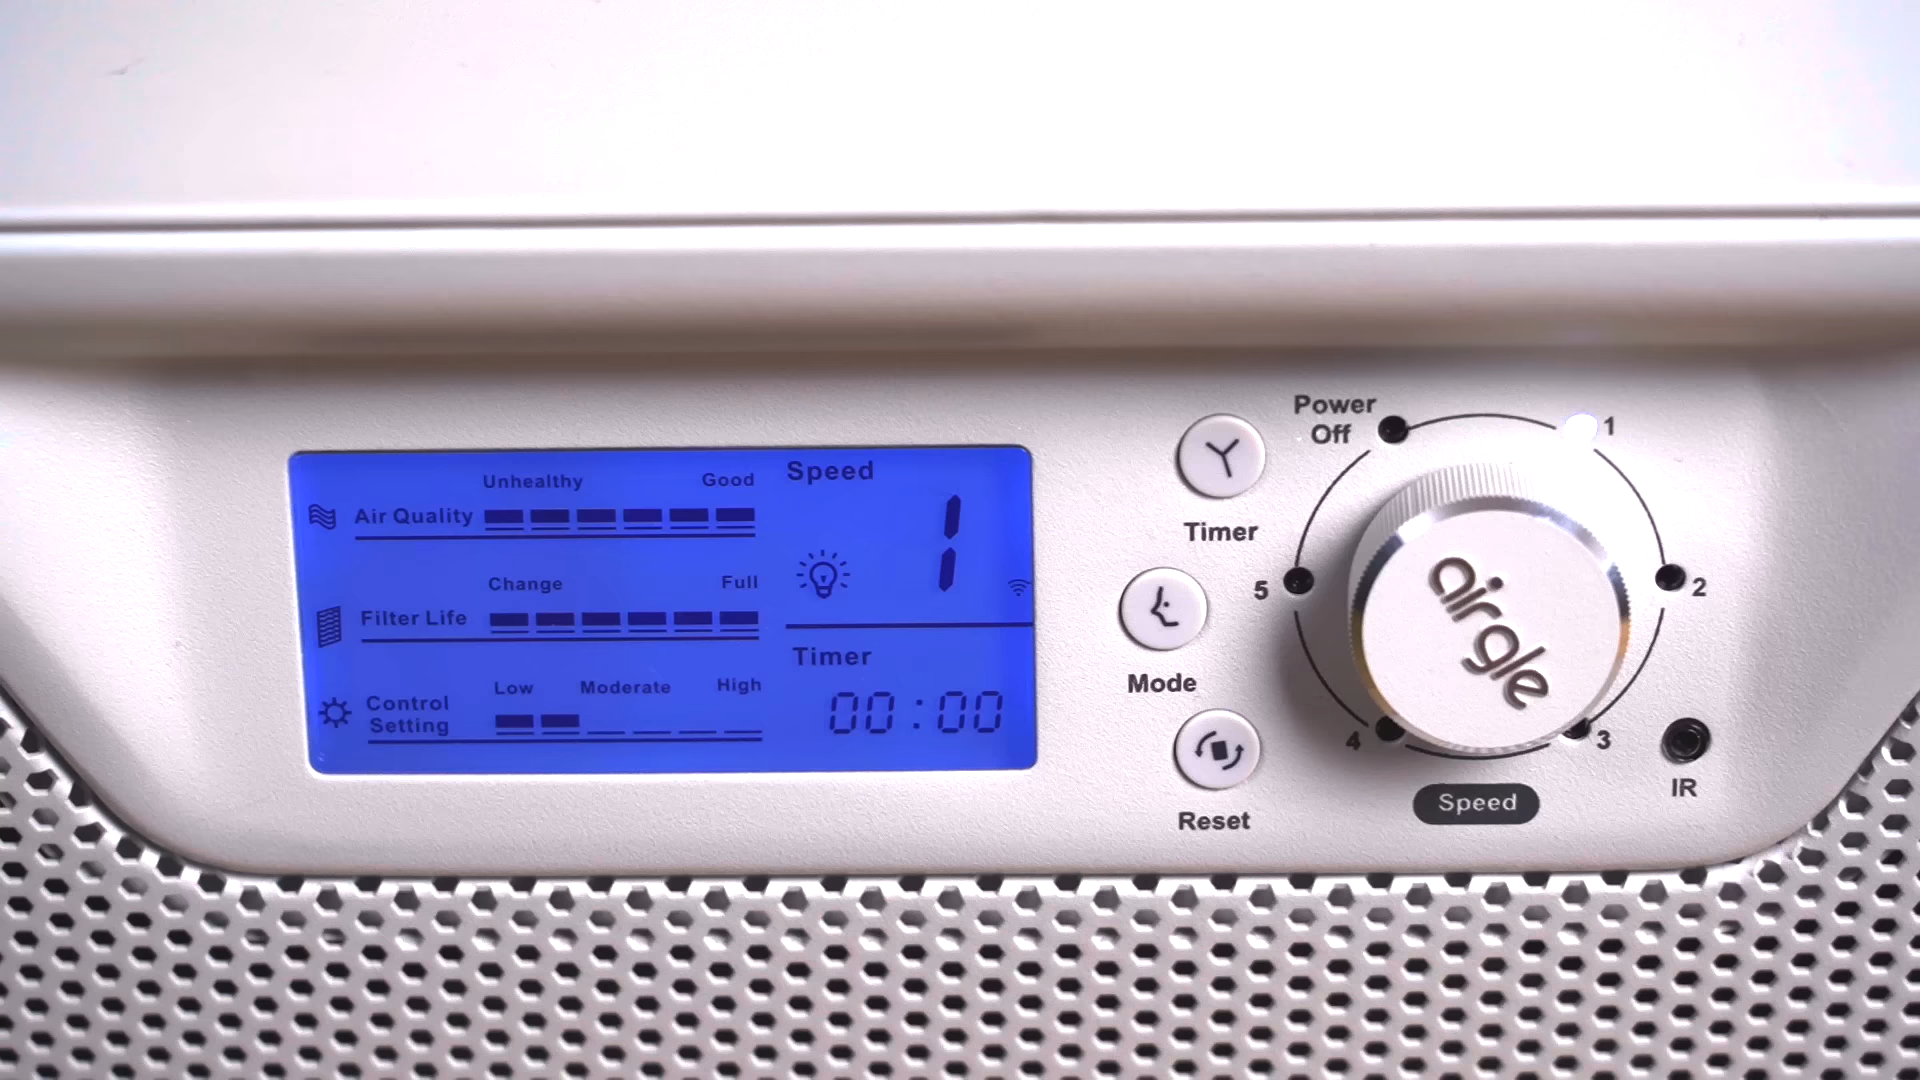 Unhealthy Good
Air Quality
Change Full
Filter Life
Low Moderate High
Control
Setting
Speed
1
Timer
00:00
Timer
Mode
Reset
Power
Off
1
2
3
4
5
airgle
Speed
IR